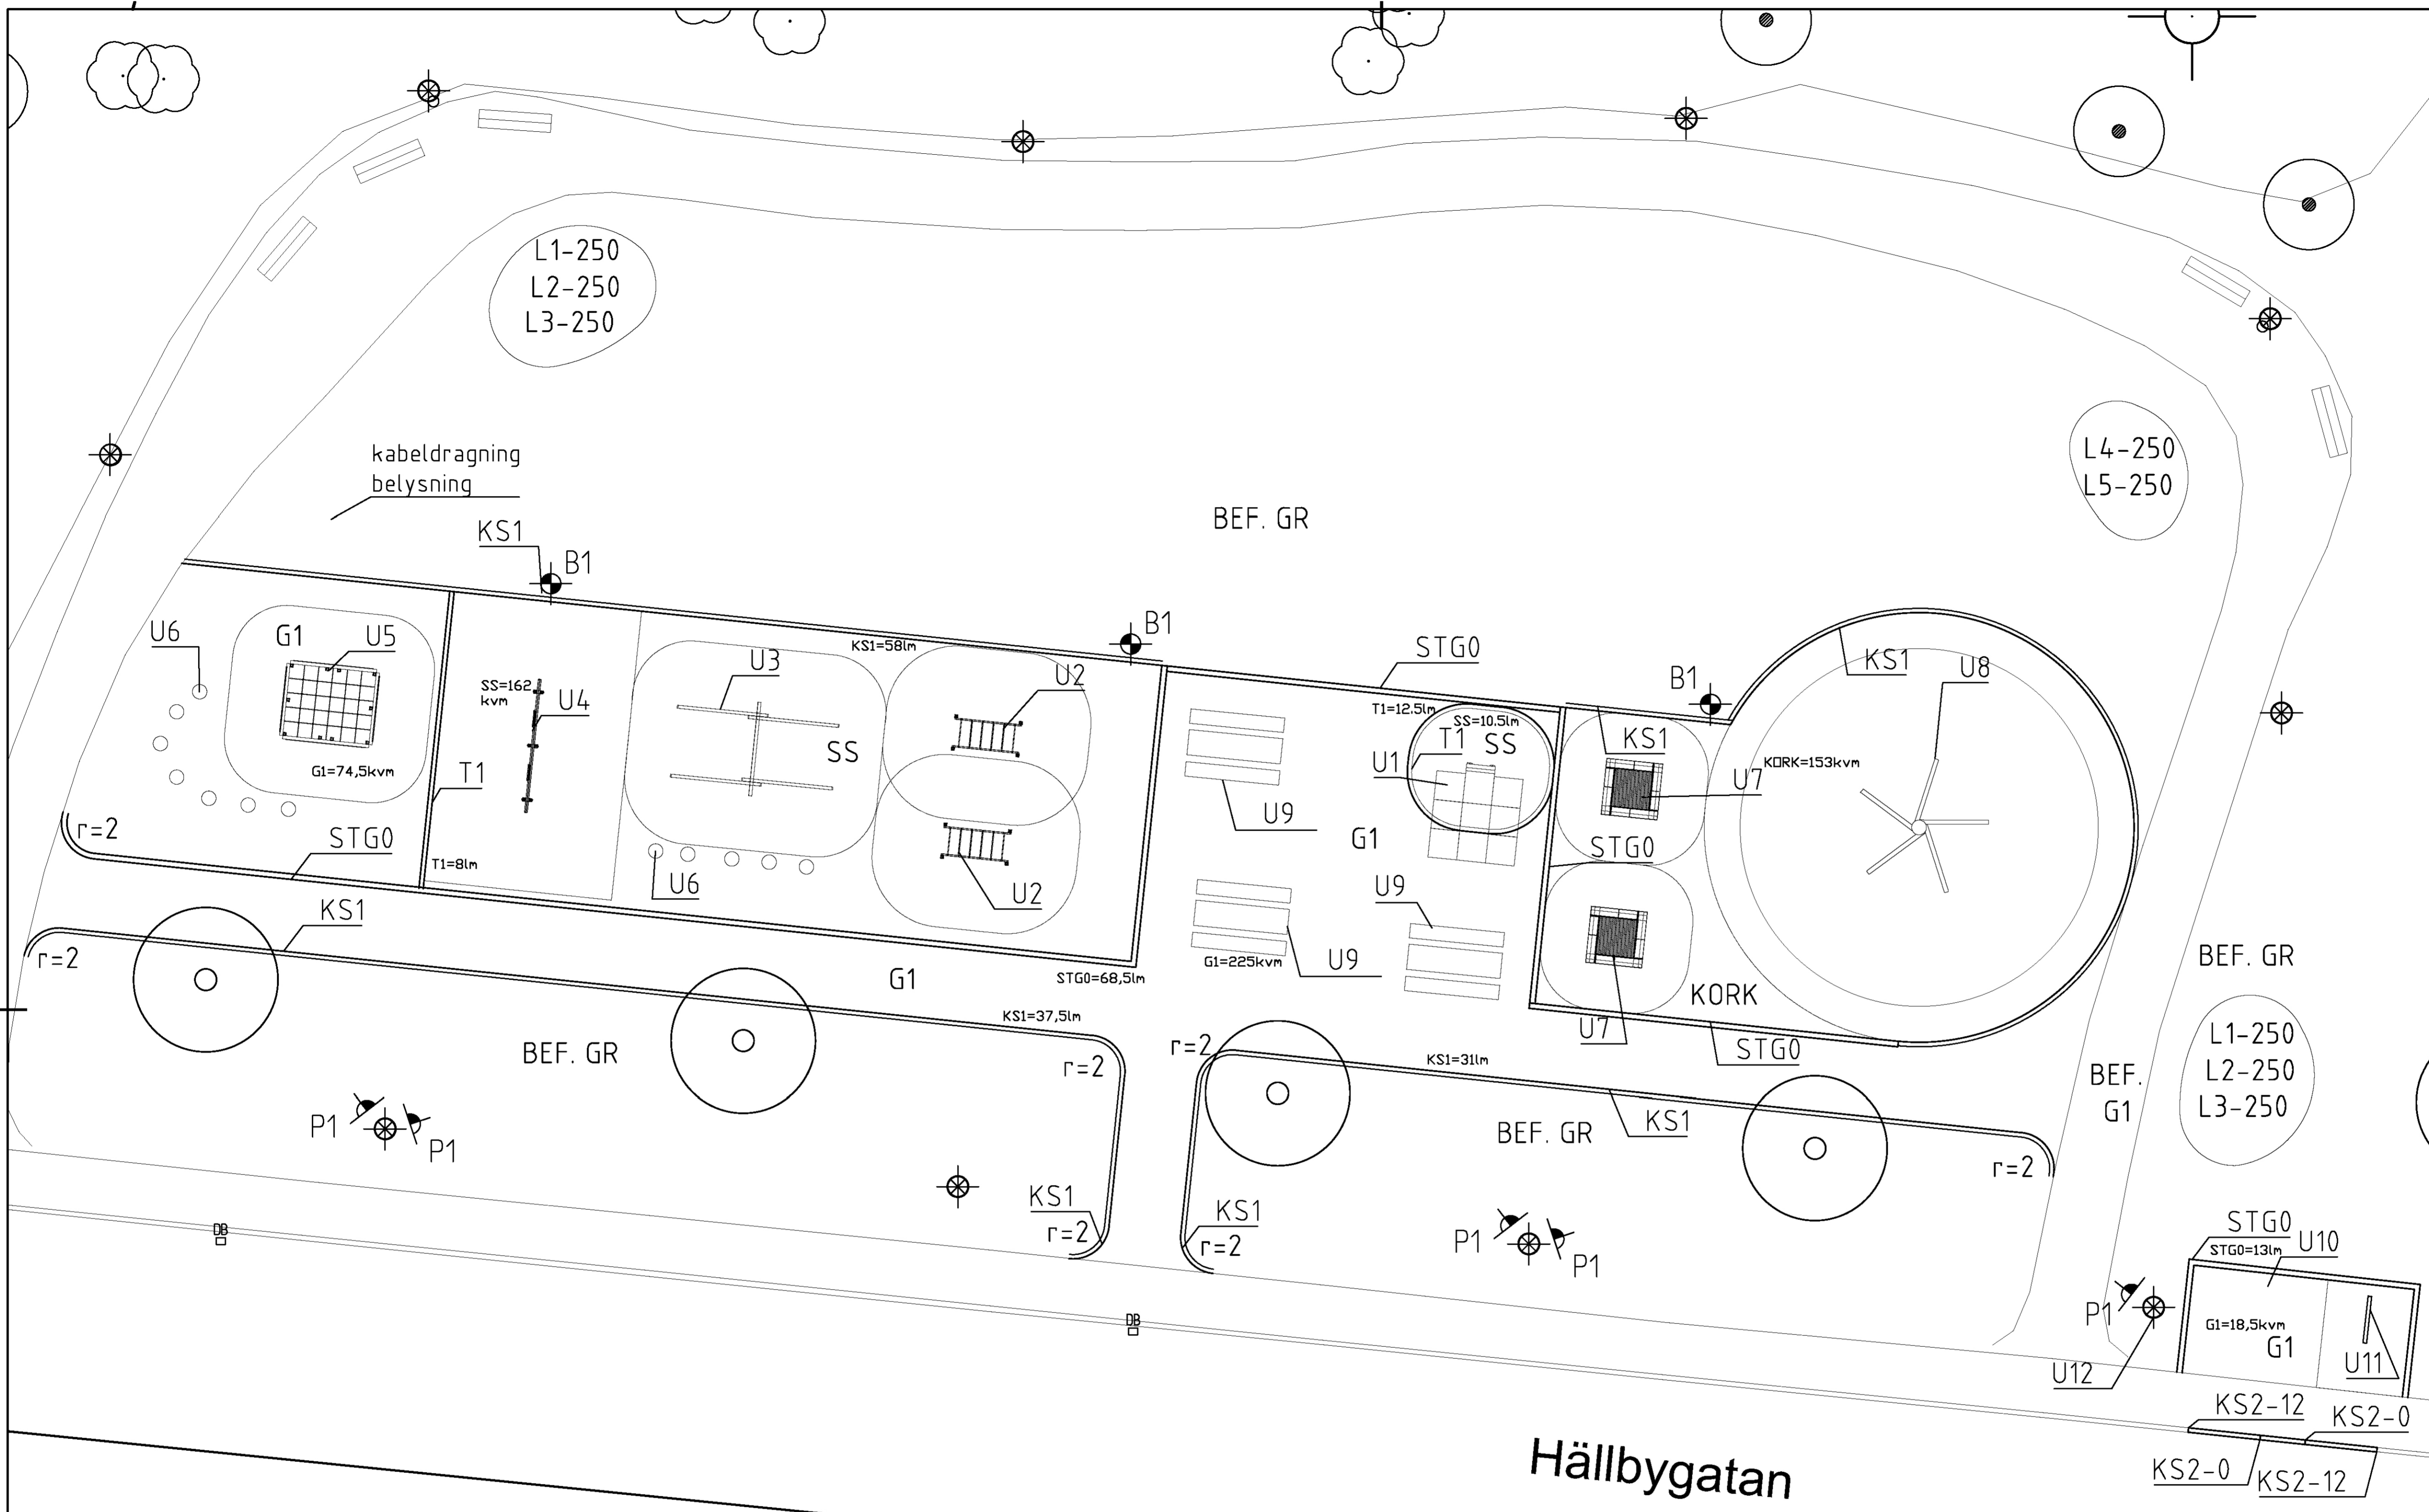 L1-250
L2-250
L3-250
kabeldragning
belysning
KS1
B1
BEF. GR
L4-250
L5-250
U6
G1
U5
G1=74,5kvm
T1
T1=8lm
r=2
STG0
SS=162
kvm
U4
U3
KS1=58lm
SS
U2
U2
U6
B1
STG0
T1=12.5lm
SS=10.5lm
T1
SS
U1
U9
G1
U9
U9
G1=225kvm
B1
KS1
KS1
U8
KORK=153kvm
U7
STG0
U7
KORK
STG0
KS1
r=2
G1
STG0=68,5lm
KS1=37,5lm
BEF. GR
r=2
r=2
KS1=31lm
BEF. GR
KS1
r=2
P1
P1
KS1
r=2
KS1
r=2
P1
P1
DB
DB
BEF. GR
BEF.
G1
L1-250
L2-250
L3-250
STG0
STG0=13lm
U10
P1
G1=18,5kvm
G1
U11
U12
KS2-12
KS2-0
KS2-0
KS2-12
Hällbygatan